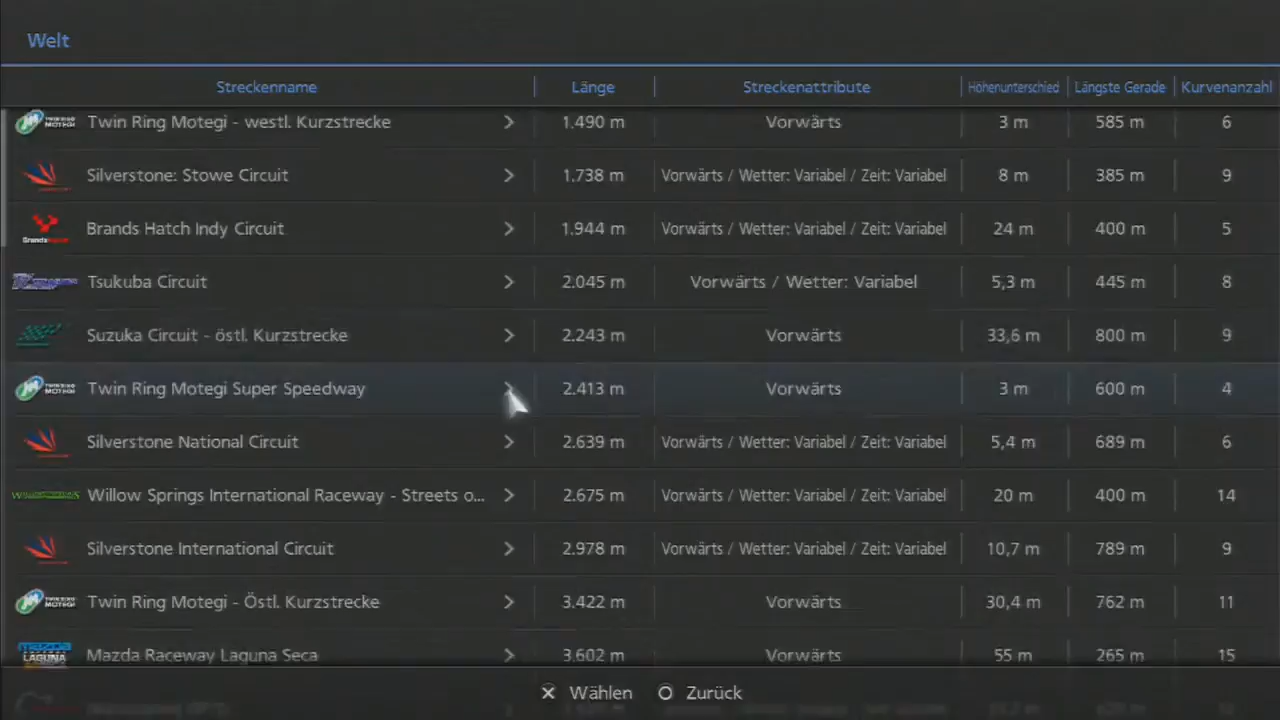 Welt
Streckenname Länge Streckenattribute Höhenunterschied Längste Gerade Kurvenanzahl
Twin Ring Motegi - westl. Kurzstrecke 1.490 m Vorwärts 3 m 585 m 6
Silverstone: Stowe Circuit 1.738 m Vorwärts / Wetter: Variabel / Zeit: Variabel 8 m 385 m 9
Brands Hatch Indy Circuit 1.944 m Vorwärts / Wetter: Variabel / Zeit: Variabel 24 m 400 m 5
Tsukuba Circuit 2.045 m Vorwärts / Wetter: Variabel 5,3 m 445 m 8
Suzuka Circuit - östl. Kurzstrecke 2.243 m Vorwärts 33,6 m 800 m 9
Twin Ring Motegi Super Speedway 2.413 m Vorwärts 3 m 600 m 4
Silverstone National Circuit 2.639 m Vorwärts / Wetter: Variabel / Zeit: Variabel 5,4 m 689 m 6
Willow Springs International Raceway - Streets o... 2.675 m Vorwärts / Wetter: Variabel / Zeit: Variabel 20 m 400 m 14
Silverstone International Circuit 2.978 m Vorwärts / Wetter: Variabel / Zeit: Variabel 10,7 m 789 m 9
Twin Ring Motegi - Östl. Kurzstrecke 3.422 m Vorwärts 30,4 m 762 m 11
Mazda Raceway Laguna Seca 3.602 m Vorwärts 55 m 265 m 15
Wählen Zurück